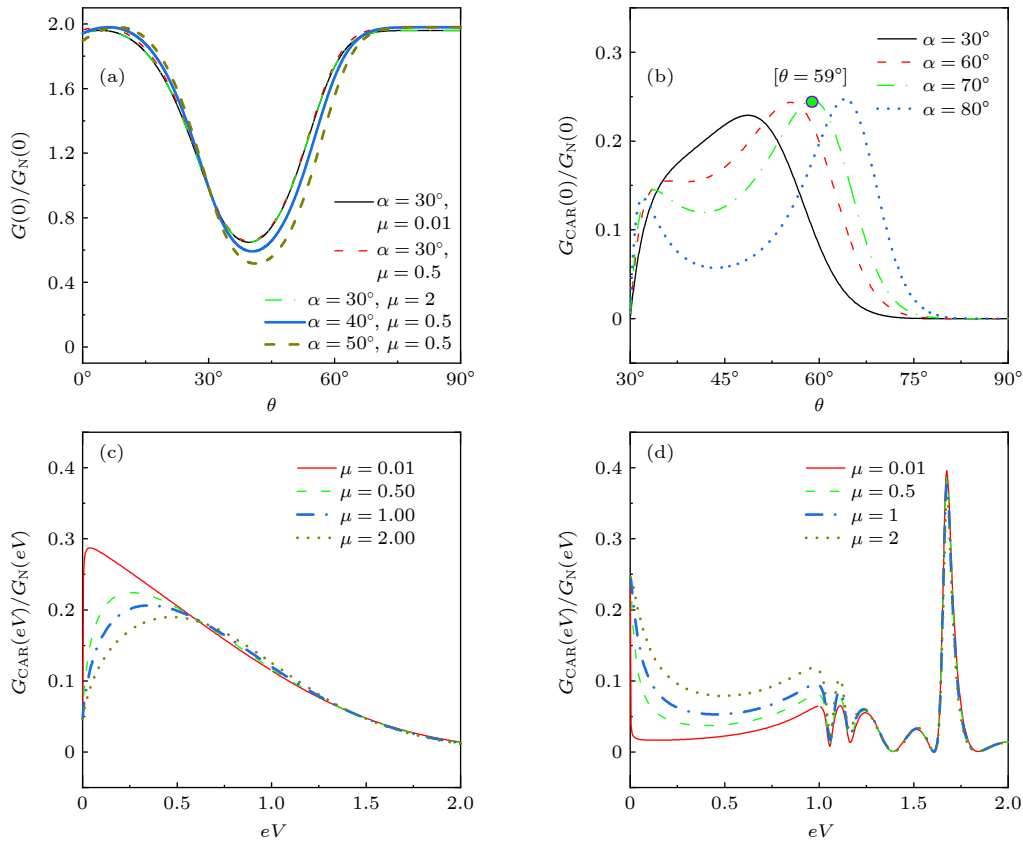 2.0
1.6
1.2
0.8
0.4
0
G(0)/G_N(0)
(a)
α = 30°,
μ = 0.01
α = 30°,
μ = 0.5
α = 30°, μ = 2
α = 40°, μ = 0.5
α = 50°, μ = 0.5
0° 30° 60° 90°
θ
0.3
0.2
0.1
0
G_CAR(0)/G_N(0)
(b)
[θ = 59°]
α = 30°
α = 60°
α = 70°
α = 80°
30° 45° 60° 75° 90°
θ
0.4
0.3
0.2
0.1
0
G_CAR(eV)/G_N(eV)
(c)
μ = 0.01
μ = 0.50
μ = 1.00
μ = 2.00
0 0.5 1.0 1.5 2.0
eV
0.4
0.3
0.2
0.1
0
G_CAR(eV)/G_N(eV)
(d)
μ = 0.01
μ = 0.5
μ = 1
μ = 2
0 0.5 1.0 1.5 2.0
eV